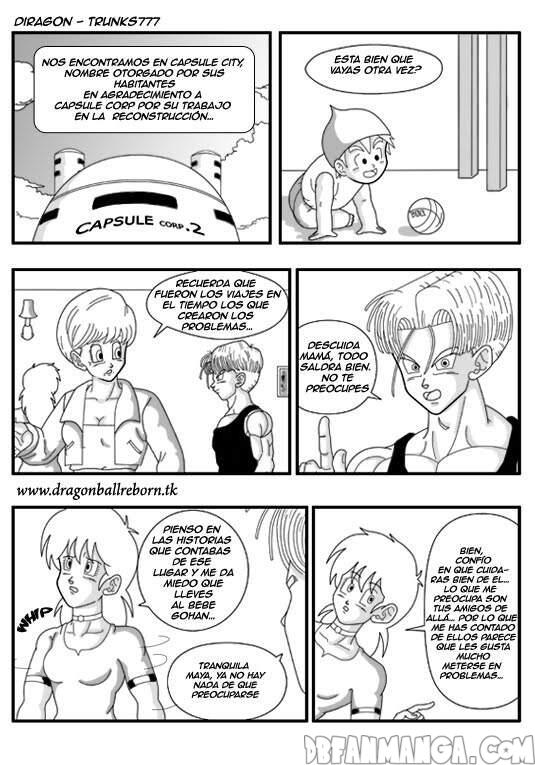 DIRAGON - TRUNKS777
NOS ENCONTRAMOS EN CAPSULE CITY,
NOMBRE OTORGADO POR SUS
HABITANTES
EN AGRADECIMIENTO A
CAPSULE CORP POR SU TRABAJO
EN LA RECONSTRUCCIÓN...
CAPSULE CORP.2
ESTA BIEN QUE
VAYAS OTRA VEZ?
RECUERDA QUE
FUERON LOS VIAJES EN
EL TIEMPO LOS QUE
CREARON LOS
PROBLEMAS...
DESCUIDA
MAMÁ, TODO
SALDRA BIEN.
NO TE
PREOCUPES
www.dragonballreborn.tk
WHIP
PIENSO EN
LAS HISTORIAS
QUE CONTABAS
DE ESE
LUGAR Y ME DA
MIEDO QUE
LLEVES
AL BEBE
GOHAN...
TRANQUILA
MAYA, YA NO HAY
NADA DE QUE
PREOCUPARSE
BIEN,
CONFÍO
EN QUE CUIDA-
RAS BIEN DE EL...
LO QUE ME
PREOCUPA SON
TUS AMIGOS DE
ALLÁ... POR LO QUE
ME HAS CONTADO
DE ELLOS PARECE
QUE LES GUSTA
MUCHO
METERSE EN
PROBLEMAS...
DBFANMANGA.COM